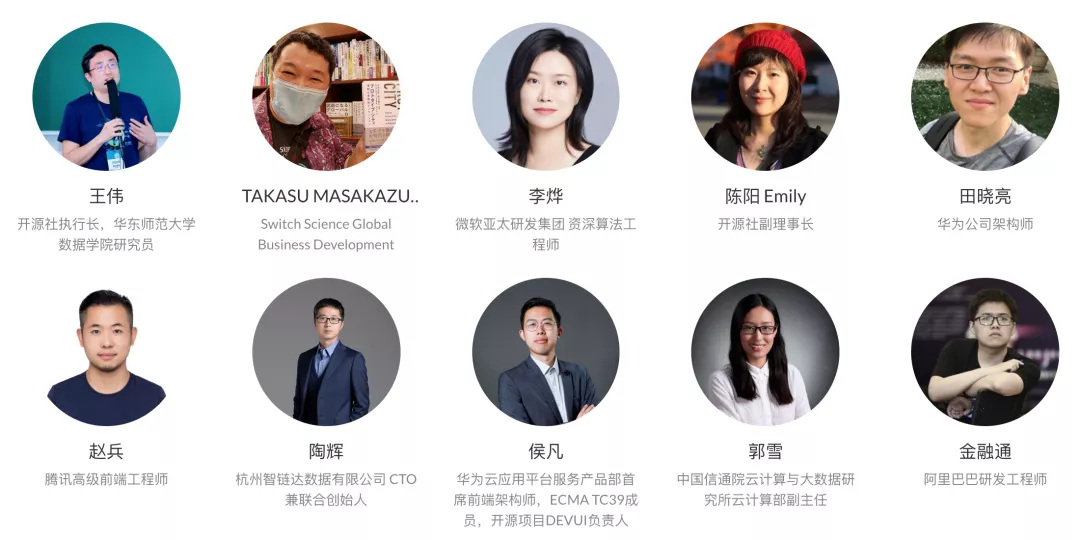 王伟
开源社执行长，华东师范大学
数据学院研究员
TAKASU MASAKAZU..
Switch Science Global
Business Development
李烨
微软亚太研发集团 资深算法工
程师
陈阳 Emily
开源社副理事长
田晓亮
华为公司架构师
赵兵
腾讯高级前端工程师
陶辉
杭州智链达数据有限公司 CTO
兼联合创始人
侯凡
华为云应用平台服务产品部首
席前端架构师，ECMA TC39成
员，开源项目DEVUI负责人
郭雪
中国信通院云计算与大数据研
究所云计算部副主任
金融通
阿里巴巴研发工程师